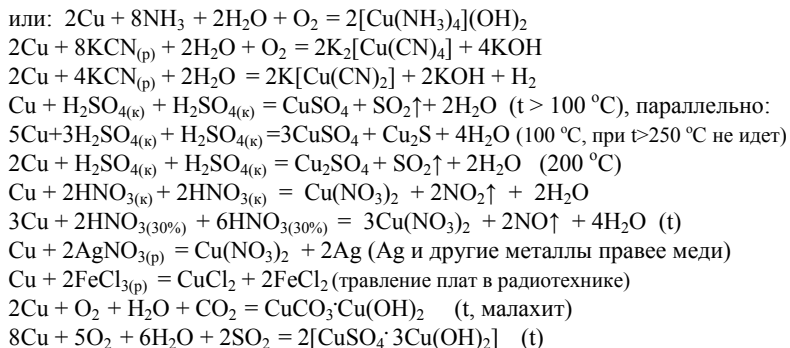 или: 2Cu + 8NH₃ + 2H₂O + O₂ = 2[Cu(NH₃)₄](OH)₂
2Cu + 8KCN₍ₚ₎ + 2H₂O + O₂ = 2K₂[Cu(CN)₄] + 4KOH
2Cu + 4KCN₍ₚ₎ + 2H₂O = 2K[Cu(CN)₂] + 2KOH + H₂
Cu + H₂SO₄₍ₖ₎ + H₂SO₄₍ₖ₎ = CuSO₄ + SO₂↑+ 2H₂O (t > 100 °C), параллельно:
5Cu+3H₂SO₄₍ₖ₎ + H₂SO₄₍ₖ₎ =3CuSO₄ + Cu₂S + 4H₂O (100 °C, при t>250 °C не идет)
2Cu + H₂SO₄₍ₖ₎ + H₂SO₄₍ₖ₎ = Cu₂SO₄ + SO₂↑ + 2H₂O (200 °C)
Cu + 2HNO₃₍ₖ₎ + 2HNO₃₍ₖ₎ = Cu(NO₃)₂ + 2NO₂↑ + 2H₂O
3Cu + 2HNO₃₍₃₀%₎ + 6HNO₃₍₃₀%₎ = 3Cu(NO₃)₂ + 2NO↑ + 4H₂O (t)
Cu + 2AgNO₃₍ₚ₎ = Cu(NO₃)₂ + 2Ag (Ag и другие металлы правее меди)
Cu + 2FeCl₃₍ₚ₎ = CuCl₂ + 2FeCl₂ (травление плат в радиотехнике)
2Cu + O₂ + H₂O + CO₂ = CuCO₃·Cu(OH)₂ (t, малахит)
8Cu + 5O₂ + 6H₂O + 2SO₂ = 2[CuSO₄·3Cu(OH)₂] (t)